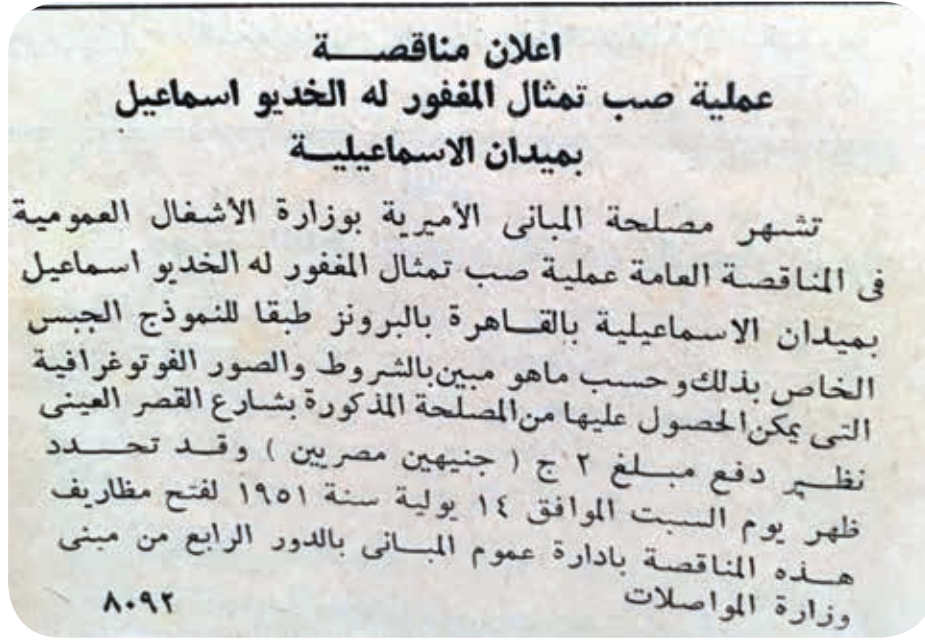 اعلان مناقصة
عملية صب تمثال المغفور له الخديو اسماعيل
بميدان الاسماعيلية
تشهر مصلحة المبانى الأميرية بوزارة الأشغال العمومية
فى المناقصة العامة عملية صب تمثال المغفور له الخديو اسماعيل
بميدان الاسماعيلية بالقاهرة بالبرونز طبقا للنموذج الجبس
الخاص بذلك وحسب ماهو مبين بالشروط والصور الفوتوغرافية
التى يمكن الحصول عليها من المصلحة المذكورة بشارع القصر العينى
نظير دفع مبلغ ٢ ج ( جنيهين مصريين ) وقد تحدد
ظهر يوم السبت الموافق ١٤ يولية سنة ١٩٥١ لفتح مظاريف
هذه المناقصة بادارة عموم المبانى بالدور الرابع من مبنى
وزارة المواصلات
٨٠٩٢